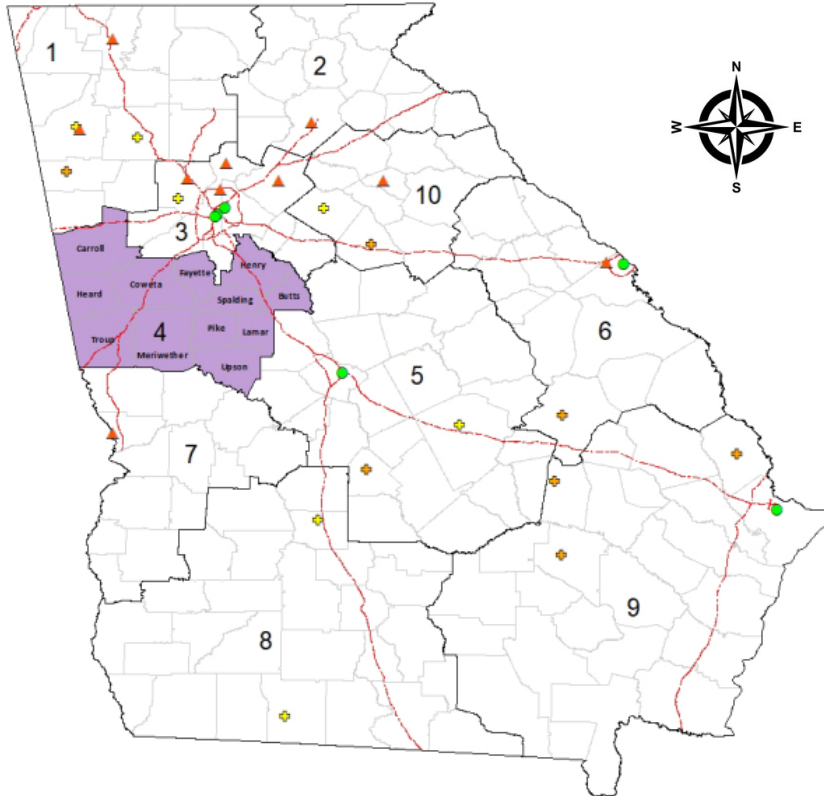 1
2
N
W E
S
10
3
Carroll
Henry
Fayette
Coweta
Heard
Butts
Spalding
4
Pike
Lamar
Troup
Meriwether
Upson
6
5
7
9
8